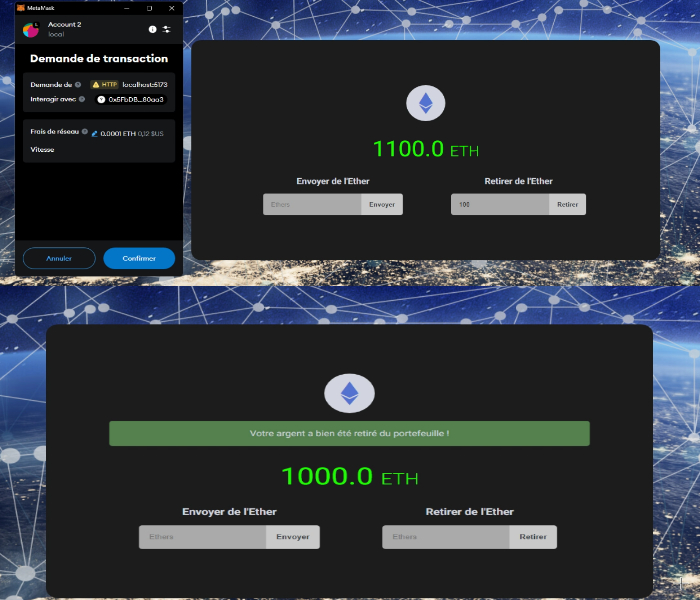 MetaMask
Account 2
local
Demande de transaction
Demande de HTTP localhost:5173
Interagir avec 0x5FbDB...80aa3
Frais de réseau 0.0001 ETH 0,12 $US
Vitesse
Annuler Confirmer
1100.0 ETH
Envoyer de l'Ether Retirer de l'Ether
Ethers Envoyer 100 Retirer
Votre argent a bien été retiré du portefeuille !
1000.0 ETH
Envoyer de l'Ether Retirer de l'Ether
Ethers Envoyer Ethers Retirer